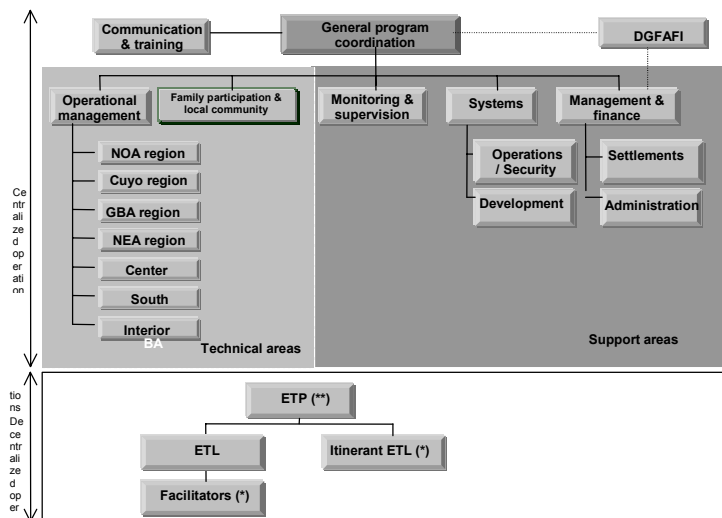 Communication
& training
General program
coordination
DGFAFI
Operational
management
Family participation &
local community
Monitoring &
supervision
Systems
Management &
finance
NOA region
Cuyo region
GBA region
NEA region
Center
South
Interior
BA
Operations
/ Security
Development
Settlements
Administration
Technical areas
Support areas
Ce
ntr
aliz
ed
op
er
ati
on
ETP (**)
ETL
Itinerant ETL (*)
Facilitators (*)
tio
ns
De
ce
ntr
ali
ze
d
op
er